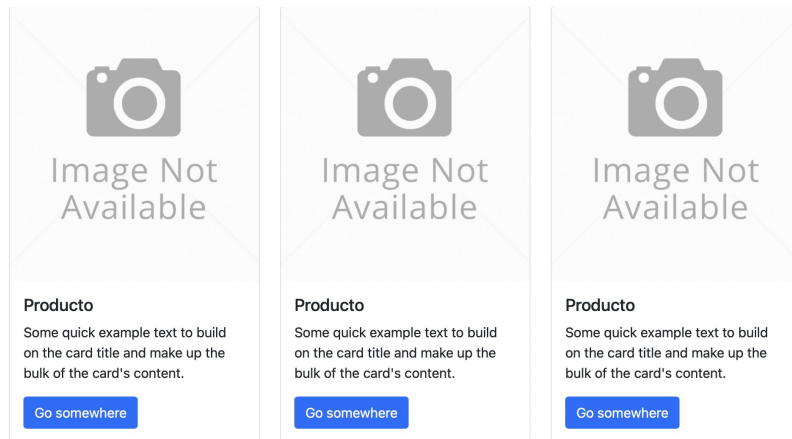 Image Not
Available
Producto
Some quick example text to build
on the card title and make up the
bulk of the card's content.
Go somewhere
Image Not
Available
Producto
Some quick example text to build
on the card title and make up the
bulk of the card's content.
Go somewhere
Image Not
Available
Producto
Some quick example text to build
on the card title and make up the
bulk of the card's content.
Go somewhere